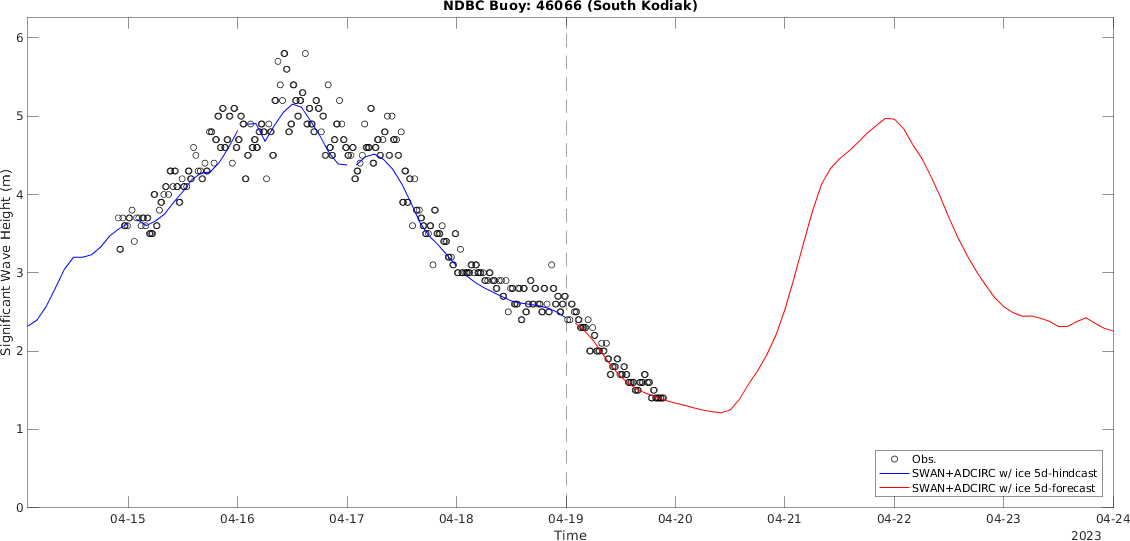 NDBC Buoy: 46066 (South Kodiak)
6
5
4
3
2
1
0
Significant Wave Height (m)
Obs.
SWAN+ADCIRC w/ ice 5d-hindcast
SWAN+ADCIRC w/ ice 5d-forecast
04-15 04-16 04-17 04-18 04-19 04-20 04-21 04-22 04-23 04-24
Time
2023